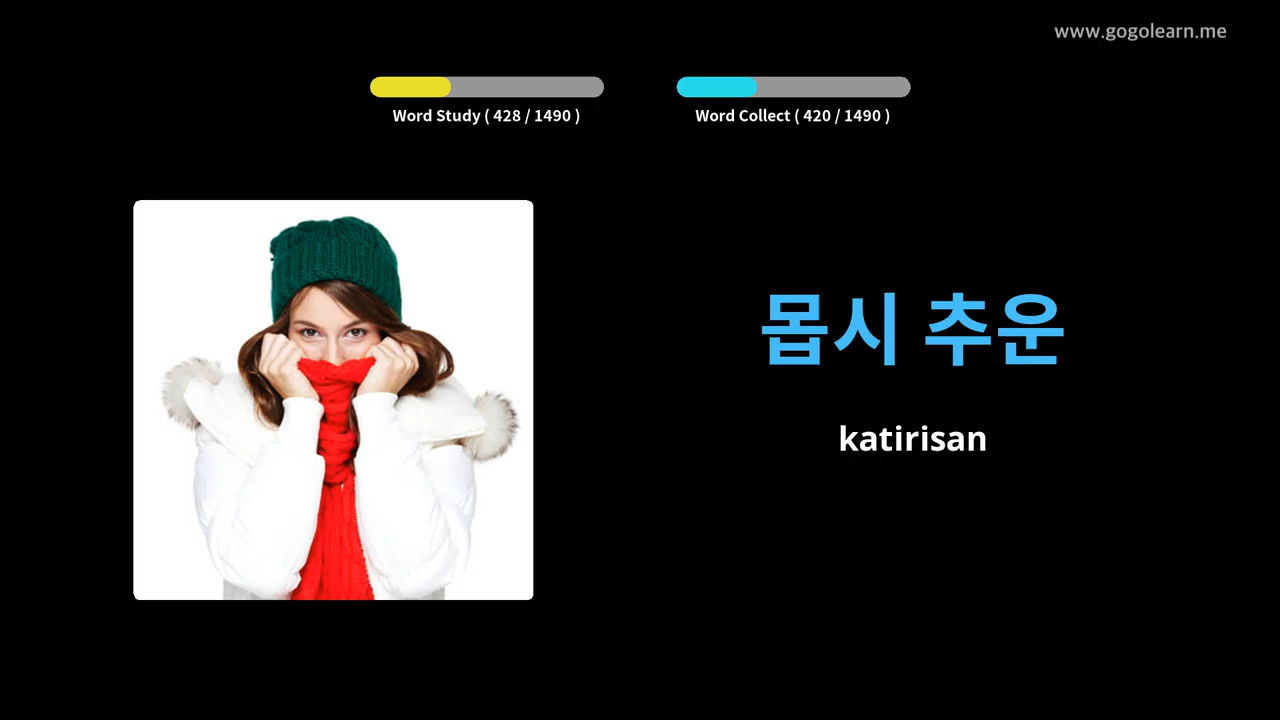 www.gogolearn.me
Word Study ( 428 / 1490 )
Word Collect ( 420 / 1490 )
몹시 추운
katirisan